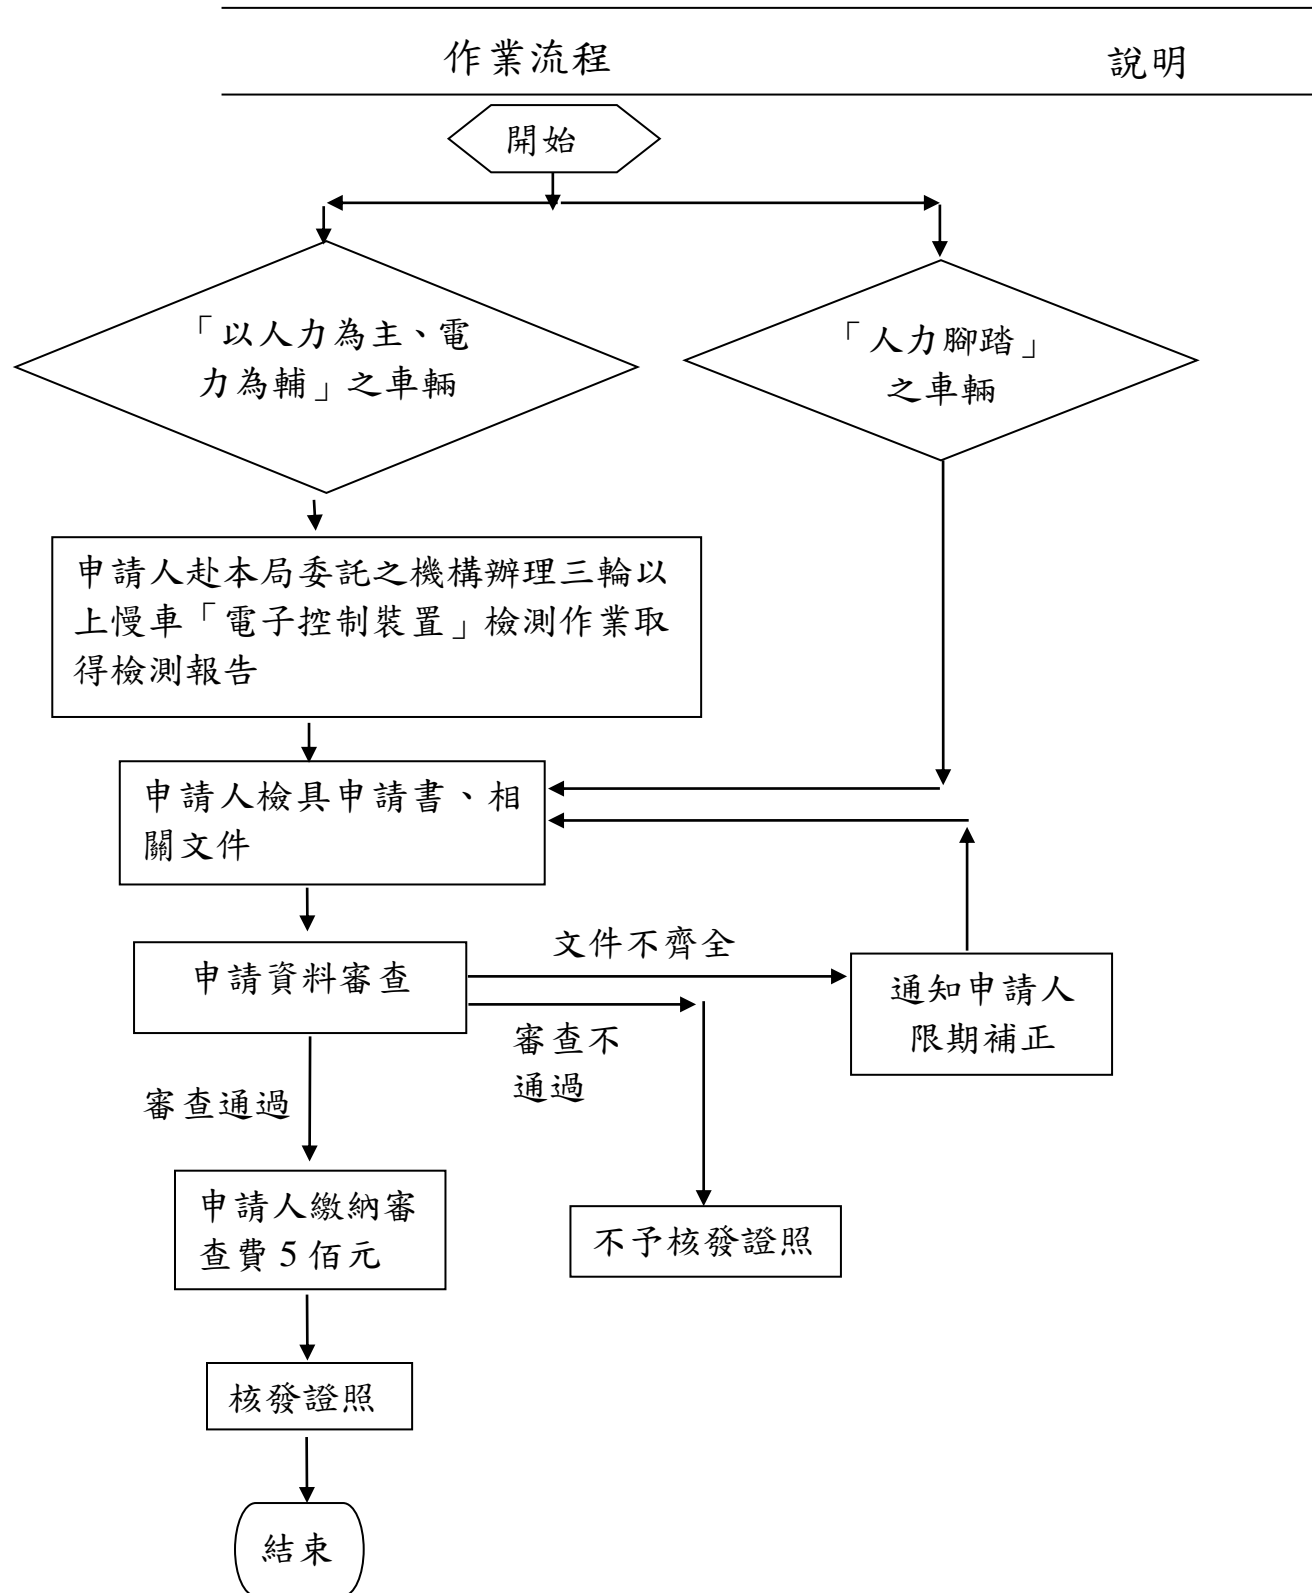 作業流程
說明
開始
「以人力為主、電
力為輔」之車輛
「人力腳踏」
之車輛
申請人赴本局委託之機構辦理三輪以
上慢車「電子控制裝置」檢測作業取
得檢測報告
申請人檢具申請書、相
關文件
申請資料審查
文件不齊全
通知申請人
限期補正
審查不
通過
審查通過
申請人繳納審
查費5佰元
不予核發證照
核發證照
結束